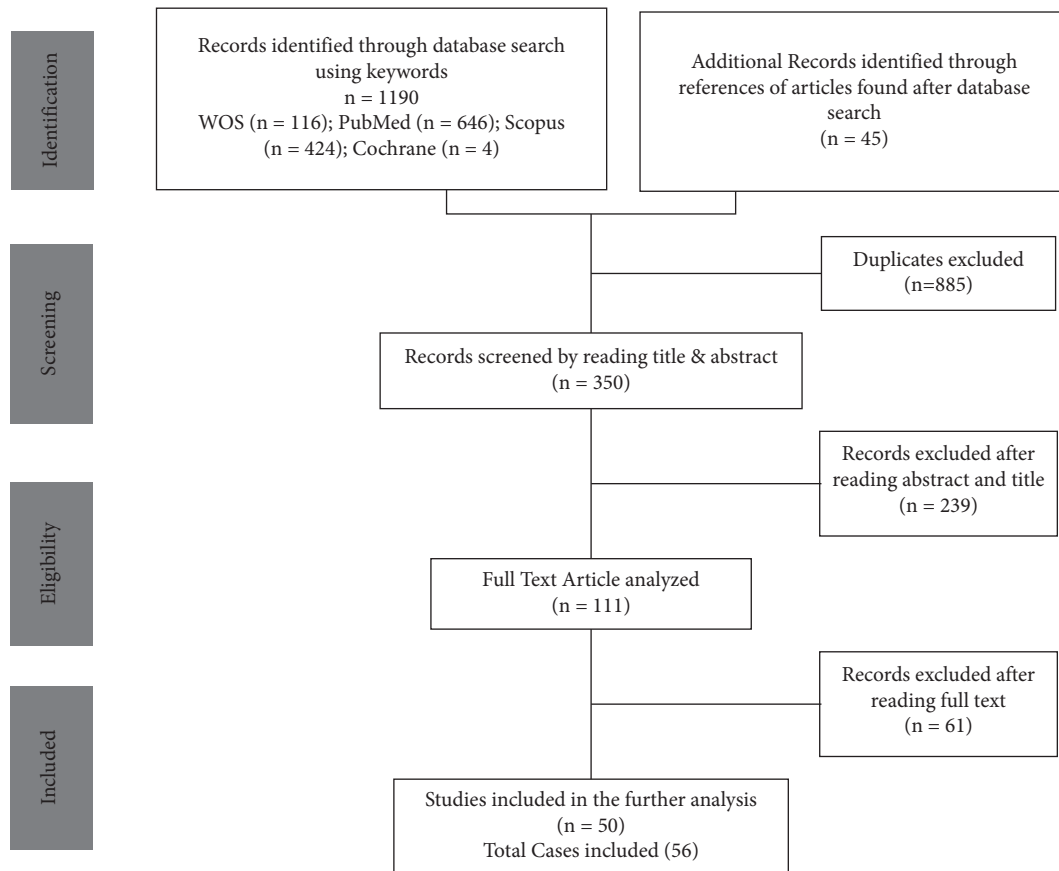 Identification
Records identified through database search
using keywords
n = 1190
WOS (n = 116); PubMed (n = 646); Scopus
(n = 424); Cochrane (n = 4)
Additional Records identified through
references of articles found after database
search
(n = 45)
Screening
Duplicates excluded
(n=885)
Records screened by reading title & abstract
(n = 350)
Records excluded after
reading abstract and title
(n = 239)
Eligibility
Full Text Article analyzed
(n = 111)
Records excluded after
reading full text
(n = 61)
Included
Studies included in the further analysis
(n = 50)
Total Cases included (56)